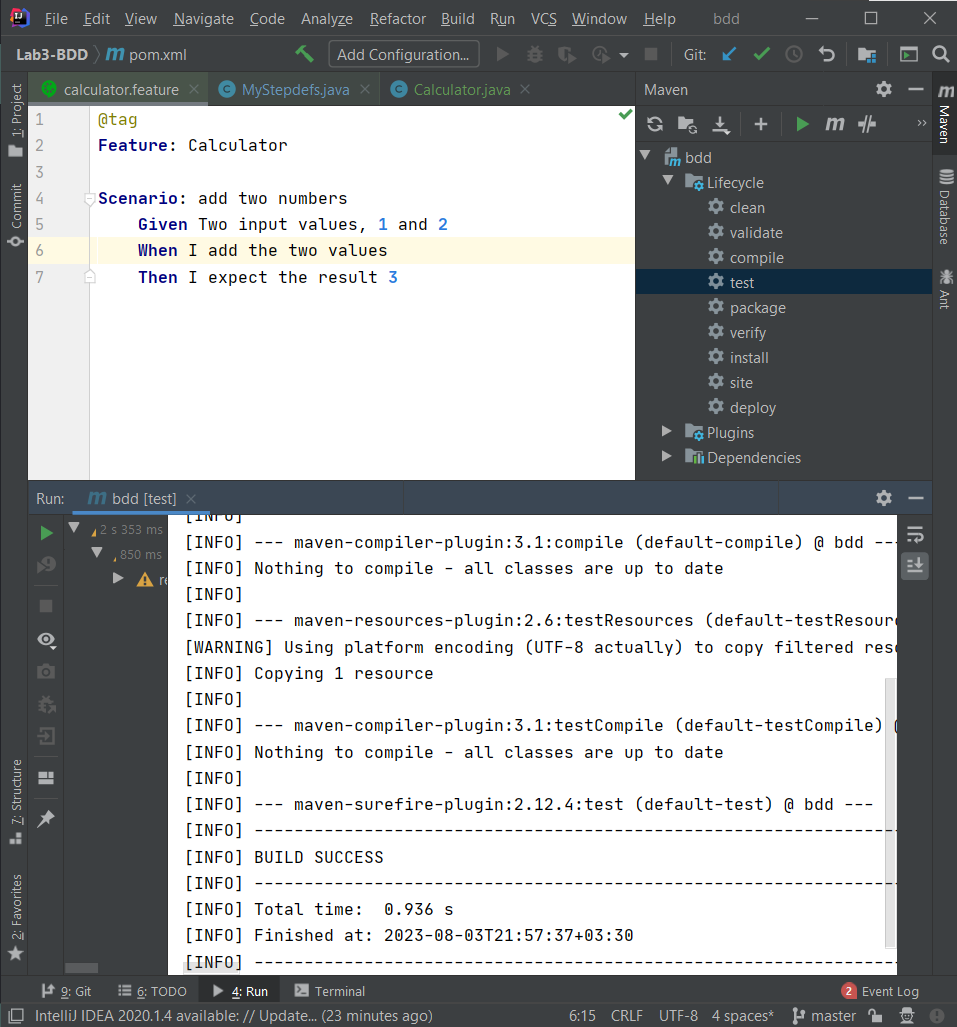 File Edit View Navigate Code Analyze Refactor Build Run VCS Window Help bdd
Lab3-BDD pom.xml Add Configuration... Git:
calculator.feature MyStepdefs.java Calculator.java Maven
1: Project
Commit
7: Structure
2: Favorites
1 @tag
2 Feature: Calculator
3
4 Scenario: add two numbers
5 Given Two input values, 1 and 2
6 When I add the two values
7 Then I expect the result 3
bdd
Lifecycle
clean
validate
compile
test
package
verify
install
site
deploy
Plugins
Dependencies
Maven
Database
Ant
Run: bdd [test]
2 s 353 ms
850 ms
re
[INFO]
[INFO] --- maven-compiler-plugin:3.1:compile (default-compile) @ bdd ---
[INFO] Nothing to compile - all classes are up to date
[INFO]
[INFO] --- maven-resources-plugin:2.6:testResources (default-testResour
[WARNING] Using platform encoding (UTF-8 actually) to copy filtered reso
[INFO] Copying 1 resource
[INFO]
[INFO] --- maven-compiler-plugin:3.1:testCompile (default-testCompile) @
[INFO] Nothing to compile - all classes are up to date
[INFO]
[INFO] --- maven-surefire-plugin:2.12.4:test (default-test) @ bdd ---
[INFO] ------------------------------------------------------------------------
[INFO] BUILD SUCCESS
[INFO] ------------------------------------------------------------------------
[INFO] Total time:  0.936 s
[INFO] Finished at: 2023-08-03T21:57:37+03:30
[INFO] ------------------------------------------------------------------------
9: Git 6: TODO 4: Run Terminal 2 Event Log
IntelliJ IDEA 2020.1.4 available: // Update... (23 minutes ago) 6:15 CRLF UTF-8 4 spaces* master